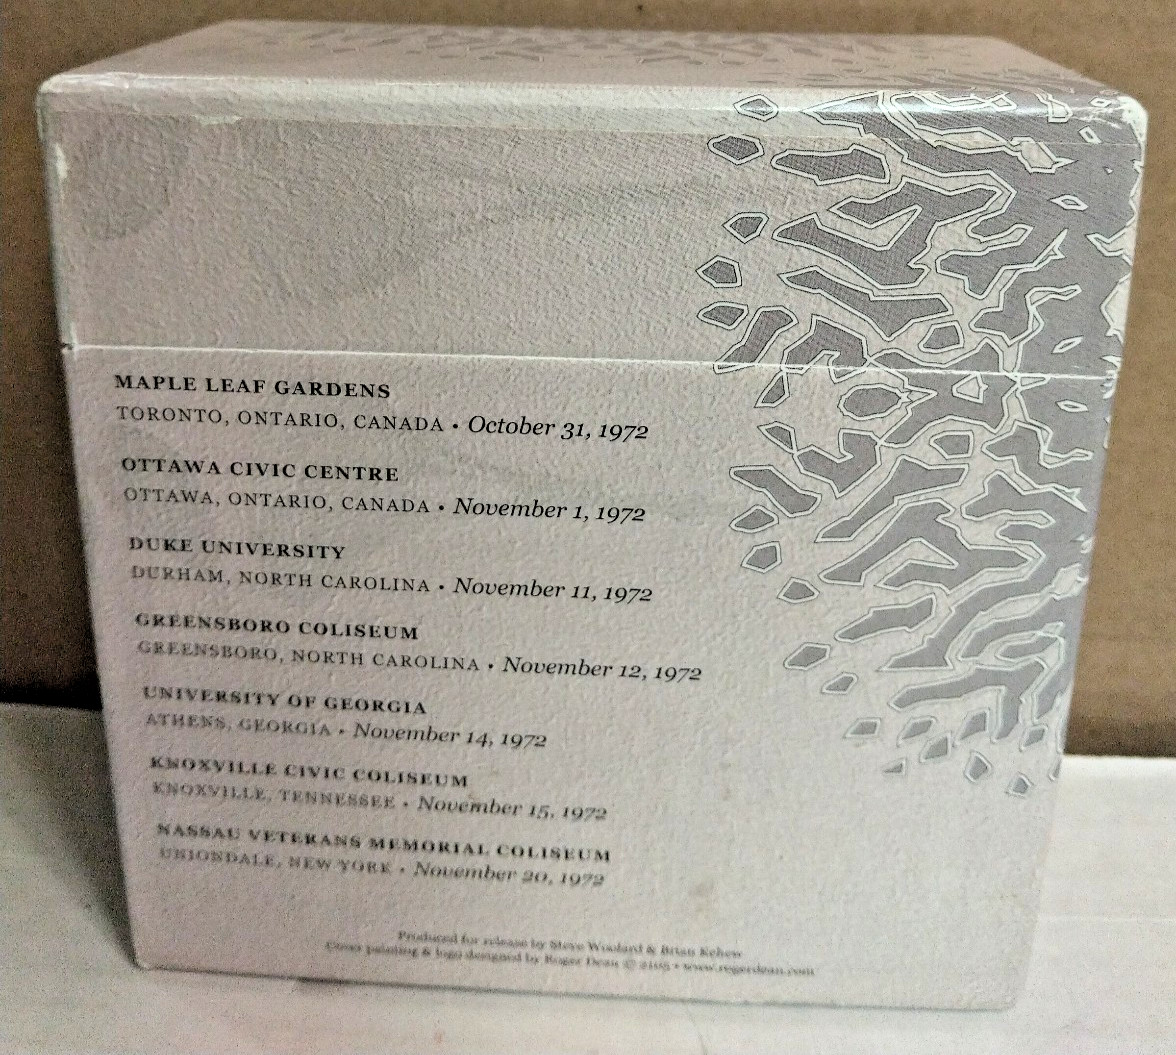 MAPLE LEAF GARDENS
TORONTO, ONTARIO, CANADA • October 31, 1972
OTTAWA CIVIC CENTRE
OTTAWA, ONTARIO, CANADA • November 1, 1972
DUKE UNIVERSITY
DURHAM, NORTH CAROLINA • November 11, 1972
GREENSBORO COLISEUM
GREENSBORO, NORTH CAROLINA • November 12, 1972
UNIVERSITY OF GEORGIA
ATHENS, GEORGIA • November 14, 1972
KNOXVILLE CIVIC COLISEUM
KNOXVILLE, TENNESSEE • November 15, 1972
NASSAU VETERANS MEMORIAL COLISEUM
UNIONDALE, NEW YORK • November 20, 1972
Produced for release by Steve Woolard & Brian Kehew
Cover painting & logo designed by Roger Dean © • www.rogerdean.com